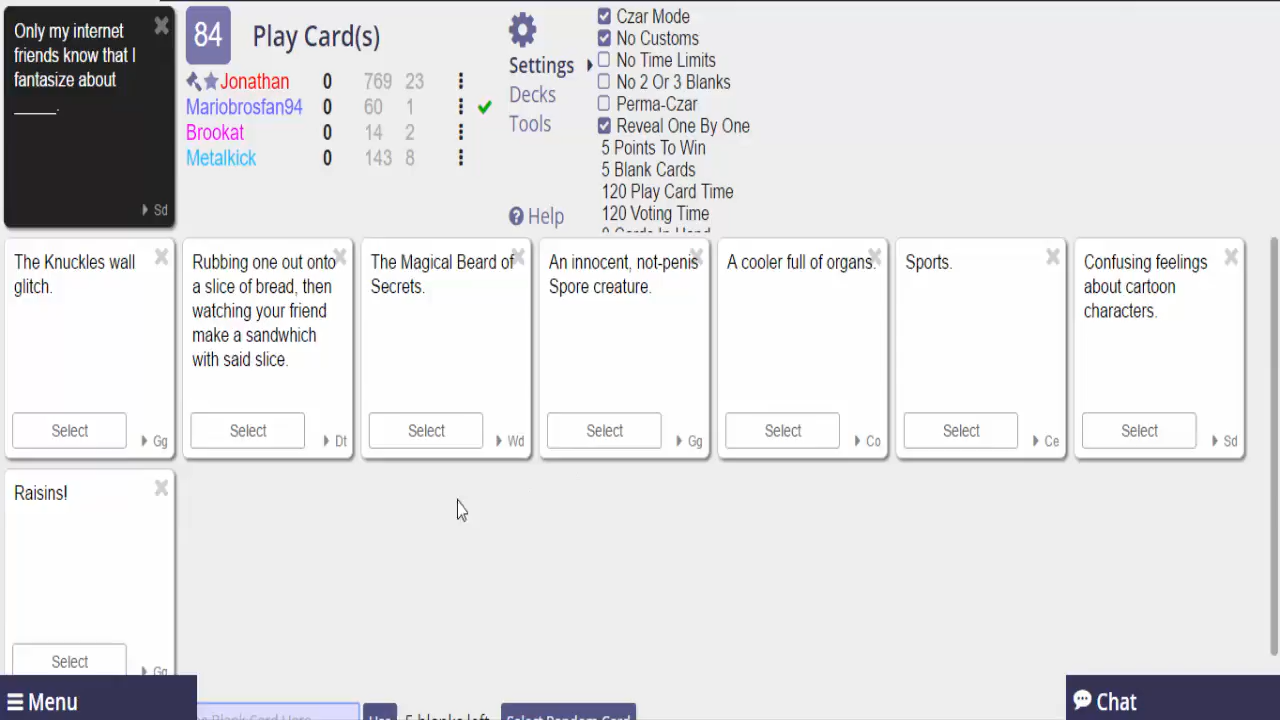 Only my internet
friends know that I
fantasize about
_____.
Sd
84
Play Card(s)
Jonathan 0 769 23
Mariobrosfan94 0 60 1
Brookat 0 14 2
Metalkick 0 143 8
Settings
Decks
Tools
Help
Czar Mode
No Customs
No Time Limits
No 2 Or 3 Blanks
Perma-Czar
Reveal One By One
5 Points To Win
5 Blank Cards
120 Play Card Time
120 Voting Time
The Knuckles wall
glitch.
Select
Gg
Rubbing one out onto
a slice of bread, then
watching your friend
make a sandwhich
with said slice.
Select
Dt
The Magical Beard of
Secrets.
Select
Wd
An innocent, not-penis
Spore creature.
Select
Gg
A cooler full of organs.
Select
Co
Sports.
Select
Ce
Confusing feelings
about cartoon
characters.
Select
Sd
Raisins!
Select
Gg
Menu
5 blanks left
Select Random Card
Chat